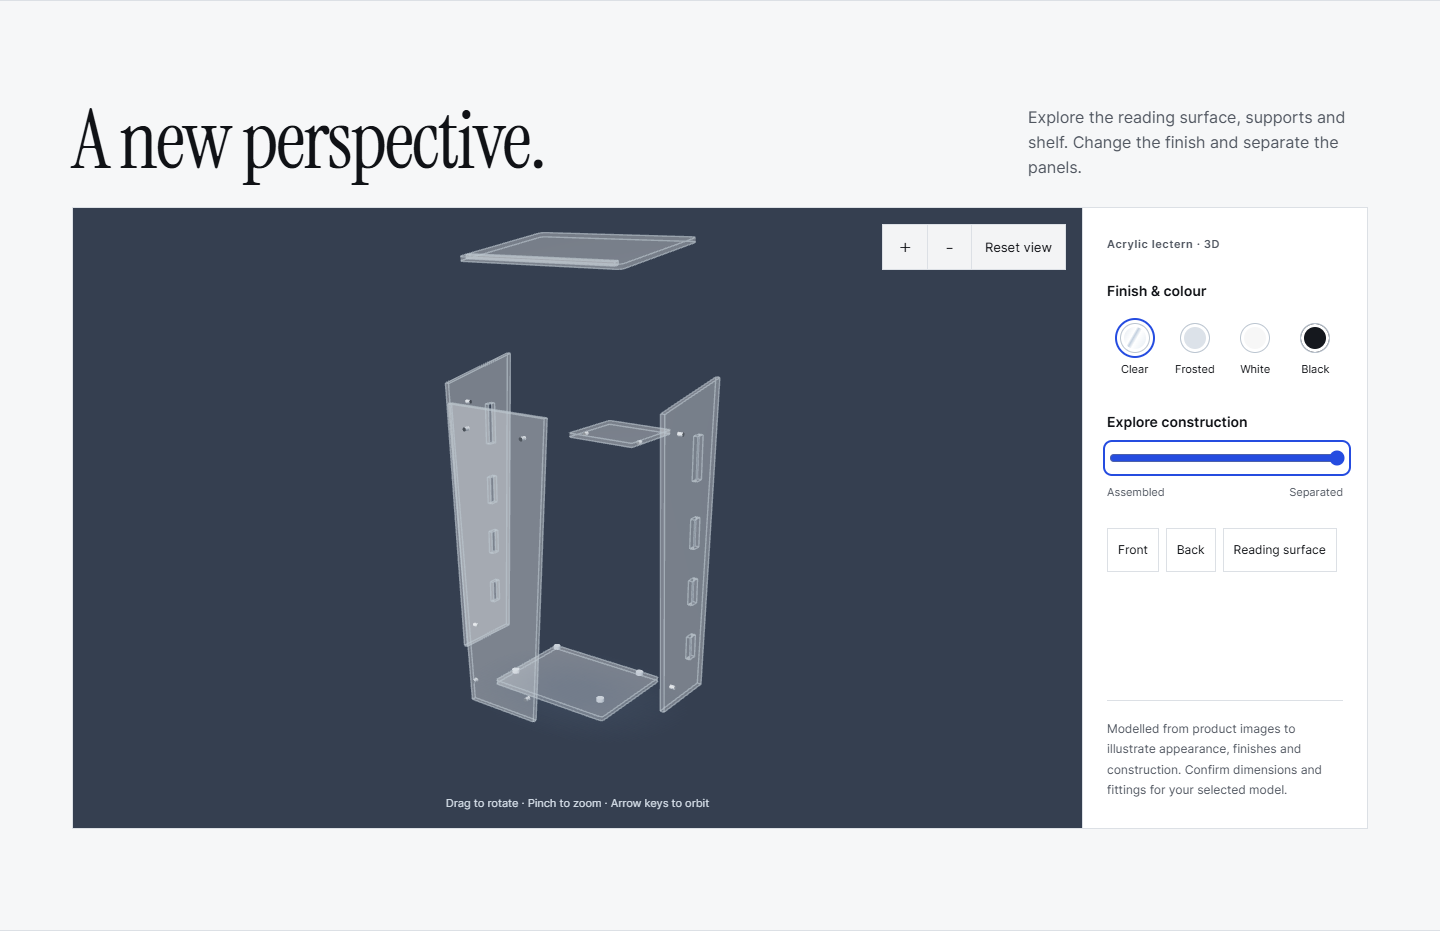 A new perspective.
Explore the reading surface, supports and
shelf. Change the finish and separate the
panels.
+
-
Reset view
Acrylic lectern · 3D
Finish & colour
Clear
Frosted
White
Black
Explore construction
Assembled
Separated
Front
Back
Reading surface
Modelled from product images to
illustrate appearance, finishes and
construction. Confirm dimensions and
fittings for your selected model.
Drag to rotate · Pinch to zoom · Arrow keys to orbit